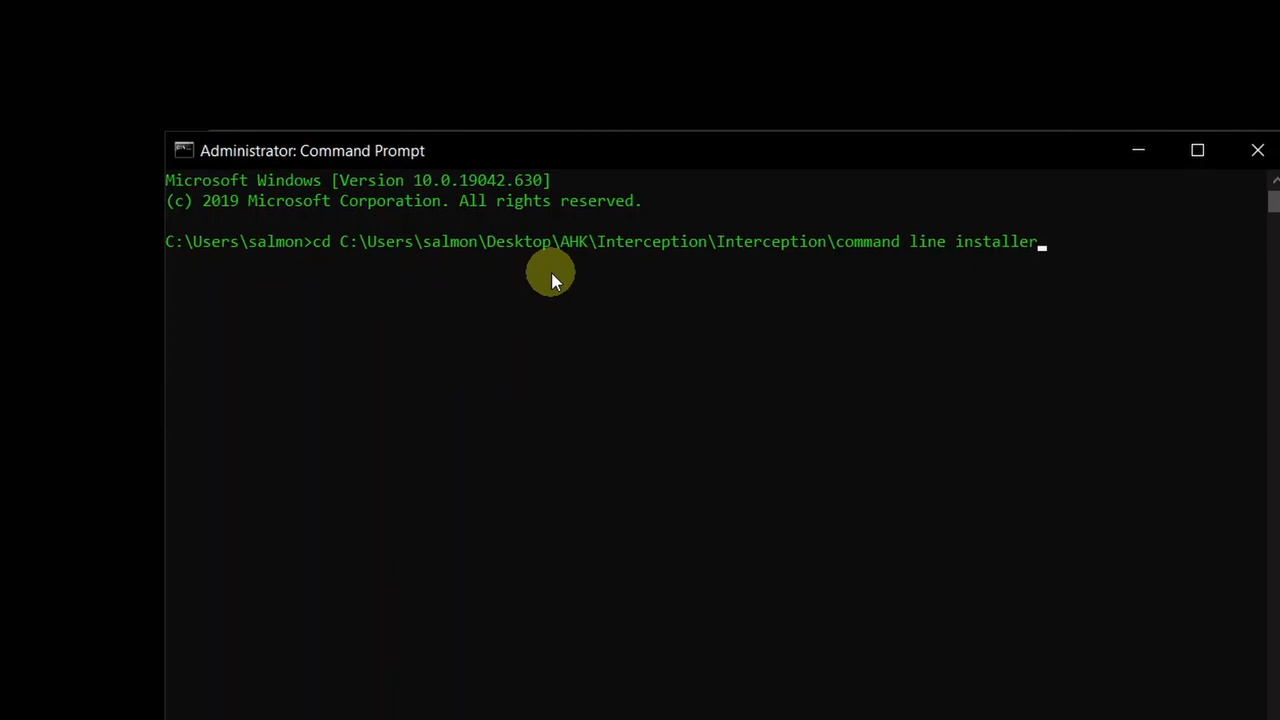 Administrator: Command Prompt
Microsoft Windows [Version 10.0.19042.630]
(c) 2019 Microsoft Corporation. All rights reserved.
C:\Users\salmon>cd C:\Users\salmon\Desktop\AHK\Interception\Interception\command line installer